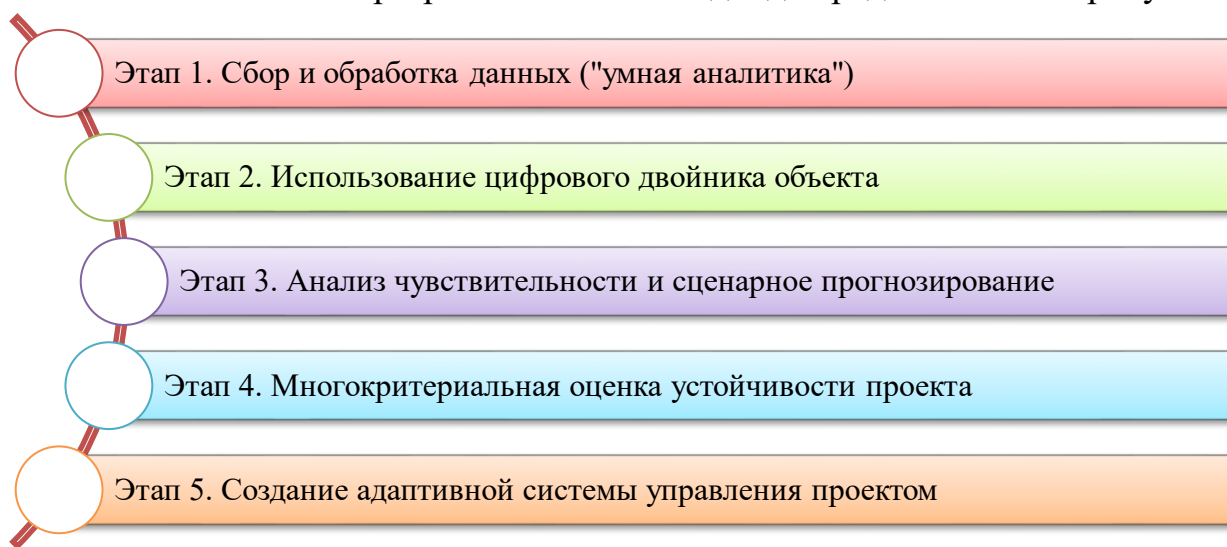 Этап 1. Сбор и обработка данных ("умная аналитика")
Этап 2. Использование цифрового двойника объекта
Этап 3. Анализ чувствительности и сценарное прогнозирование
Этап 4. Многокритериальная оценка устойчивости проекта
Этап 5. Создание адаптивной системы управления проектом